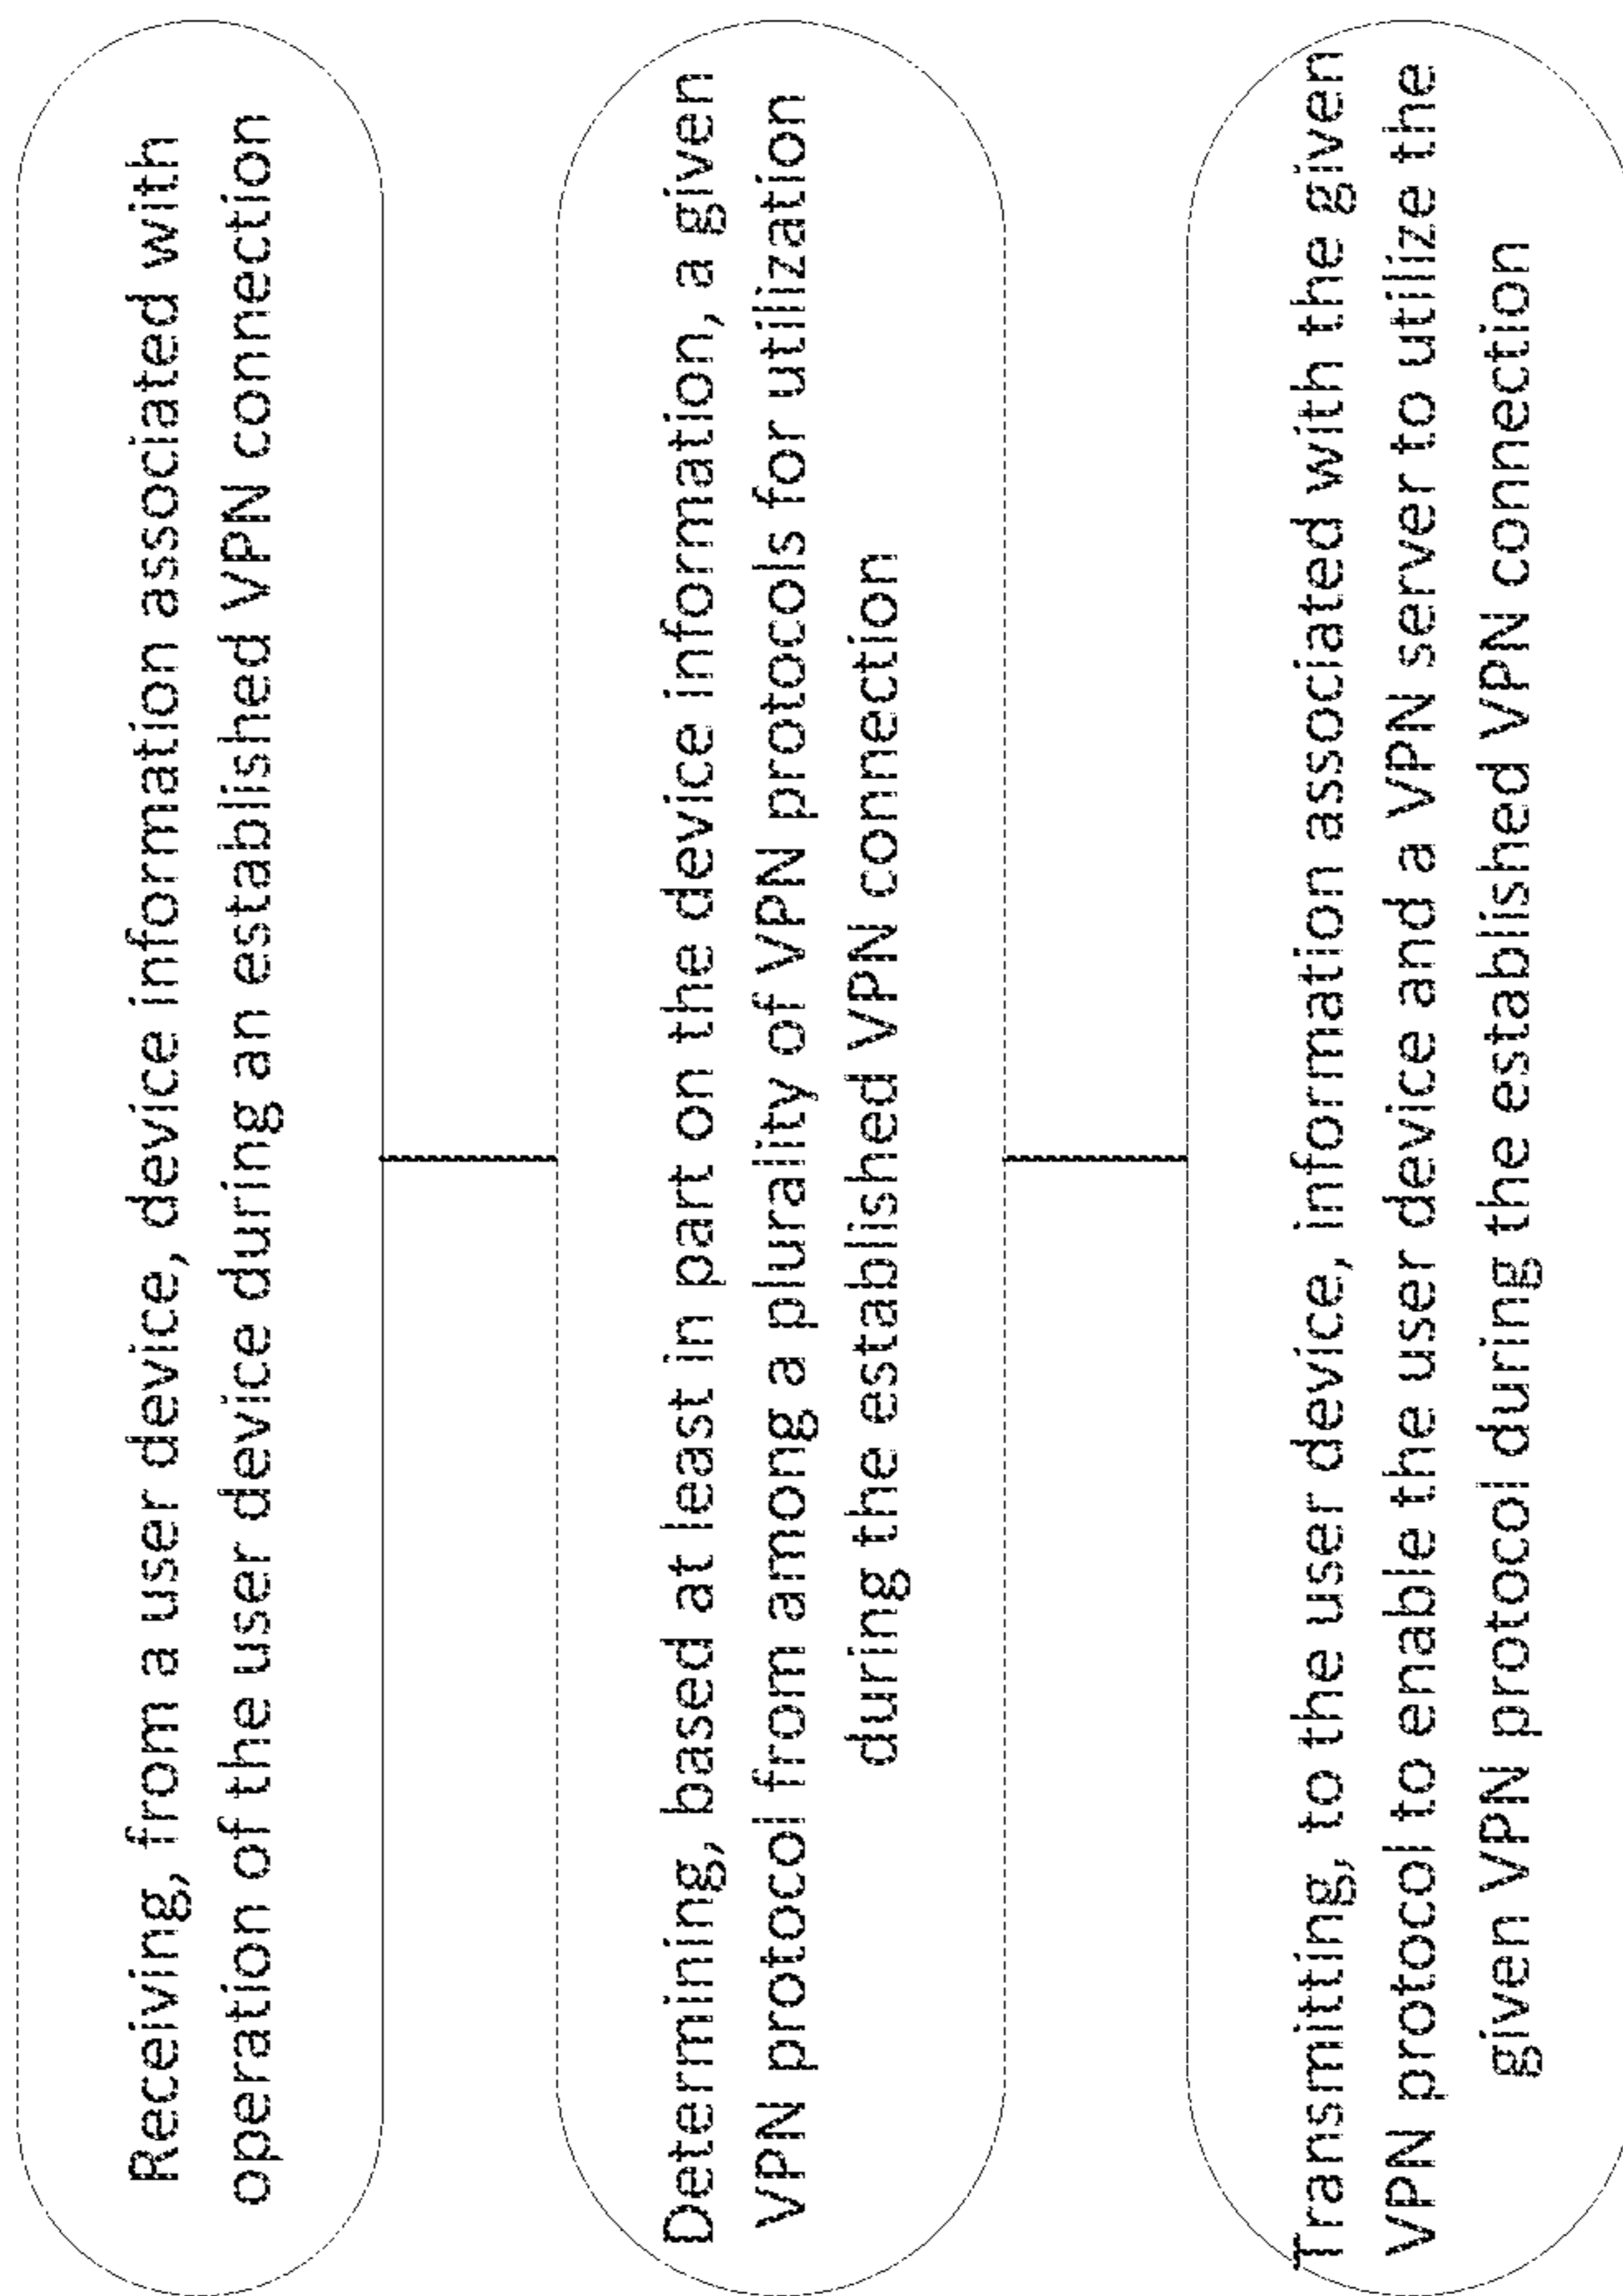 Receiving, from a user device, device information associated with
operation of the user device during an established VPN connection
Determining, based at least in part on the device information, a given
VPN protocol from among a plurality of VPN protocols for utilization
during the established VPN connection
Transmitting, to the user device, information associated with the given
VPN protocol to enable the user device and a VPN server to utilize the
given VPN protocol during the established VPN connection